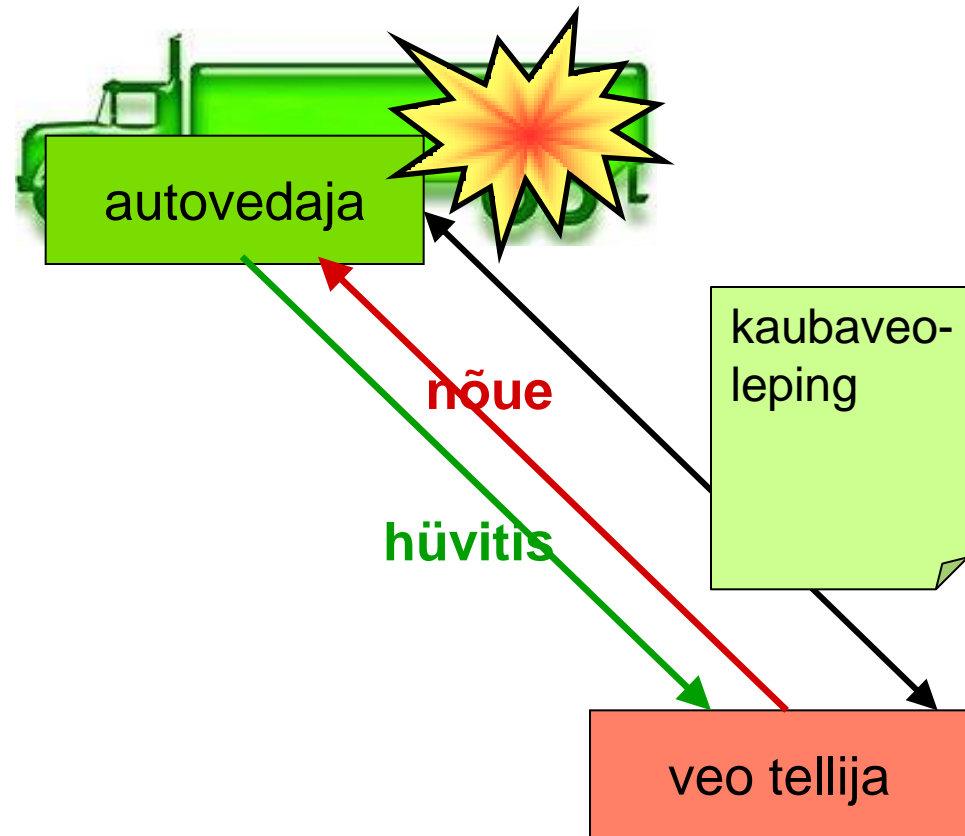 autovedaja
kaubaveo-
leping
nõue
hüvitis
veo tellija